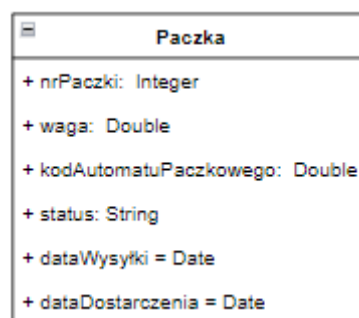 Paczka
+ nrPaczki: Integer
+ waga: Double
+ kodAutomatuPaczkowego: Double
+ status: String
+ dataWysyłki = Date
+ dataDostarczenia = Date